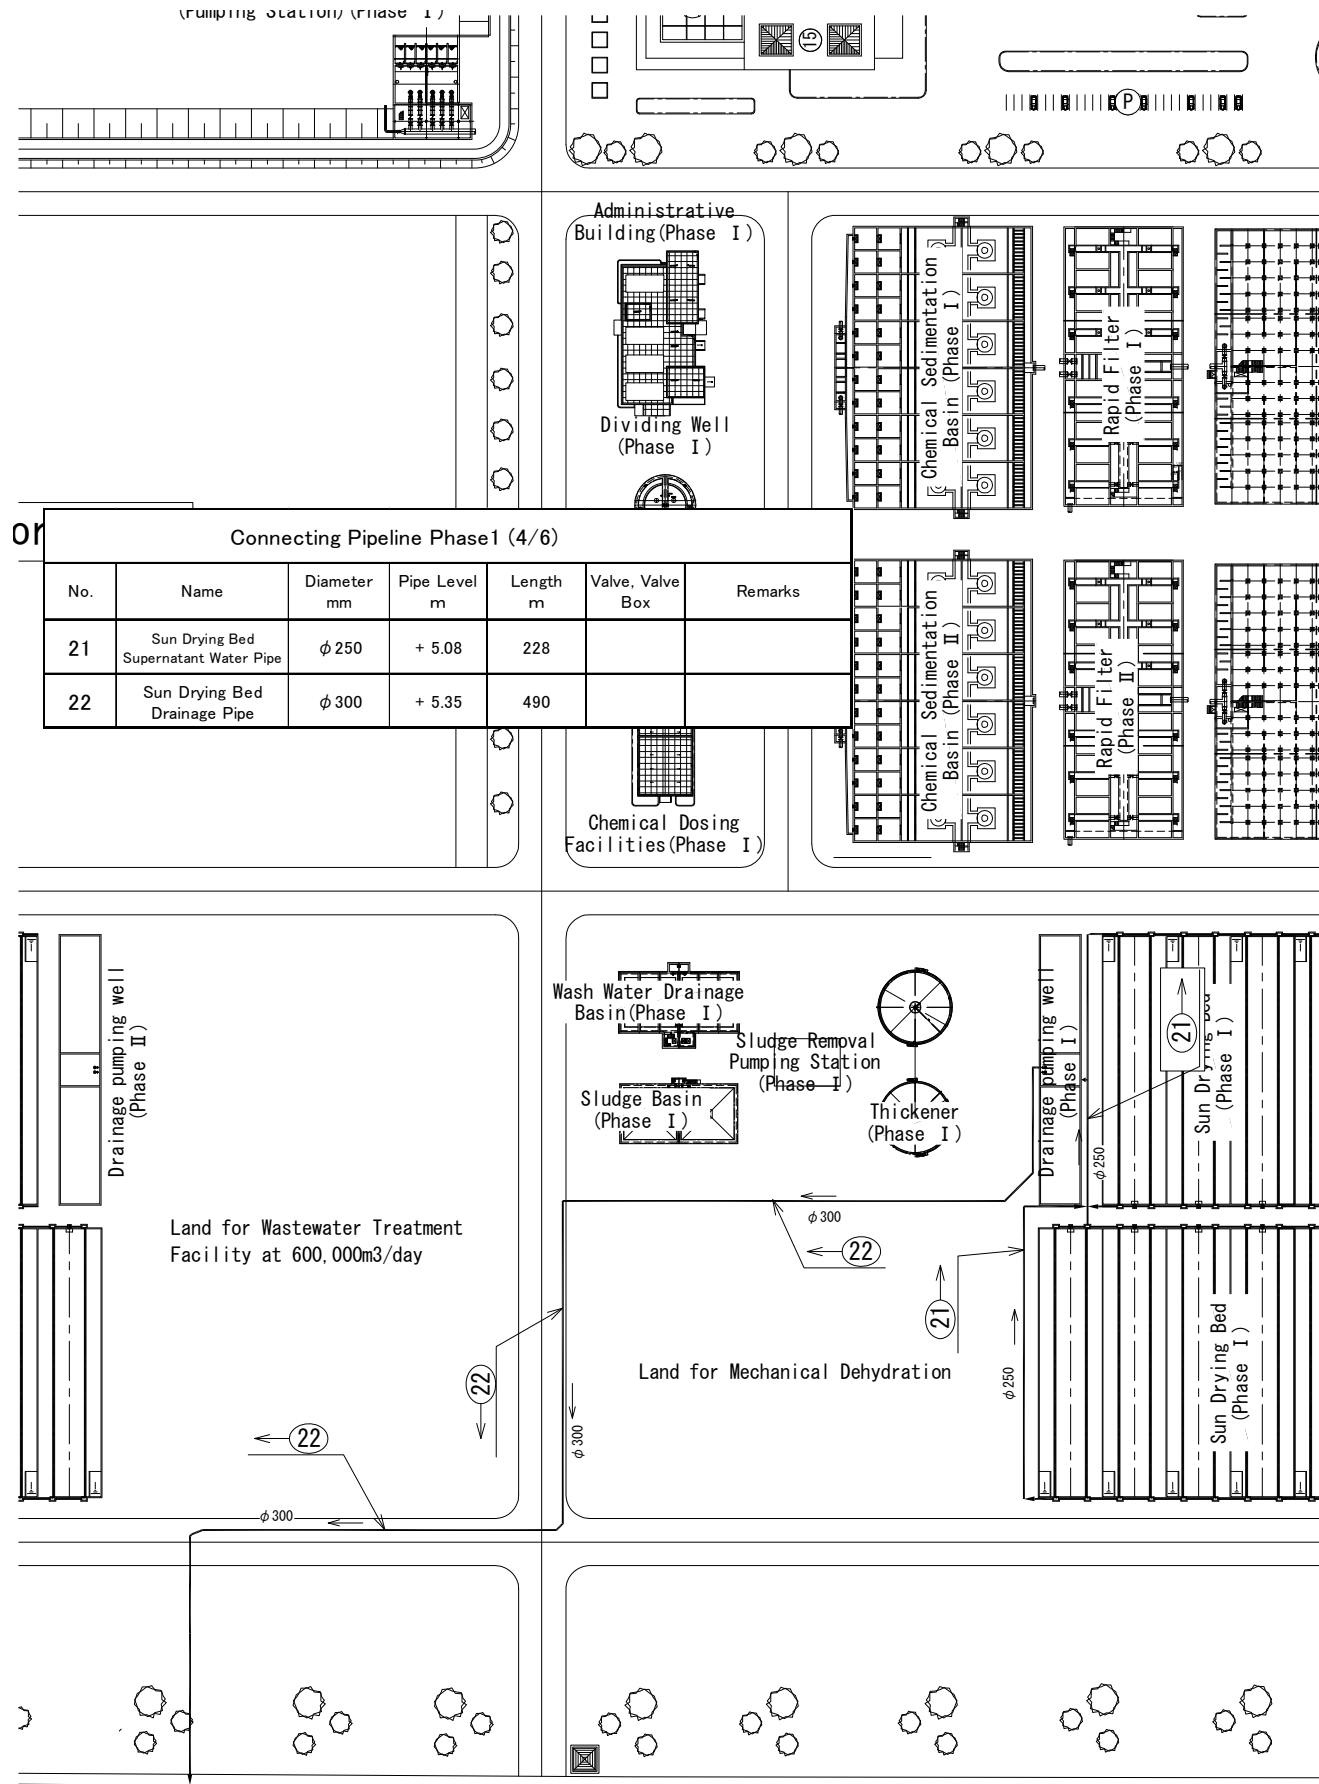 (Pumping Station)(Phase Ⅰ)
15
P
Administrative
Building(Phase Ⅰ)
Chemical Sedimentation
Basin (Phase Ⅰ)
Rapid Filter
(Phase Ⅰ)
Dividing Well
(Phase Ⅰ)
or
Connecting Pipeline Phase1 (4/6)
No. Name Diameter mm Pipe Level m Length m Valve, Valve Box Remarks
21 Sun Drying Bed Supernatant Water Pipe φ250 + 5.08 228
22 Sun Drying Bed Drainage Pipe φ300 + 5.35 490
Chemical Sedimentation
Basin (Phase Ⅱ)
Rapid Filter
(Phase Ⅱ)
Chemical Dosing
Facilities(Phase Ⅰ)
Drainage pumping well
(Phase Ⅱ)
Wash Water Drainage
Basin(Phase Ⅰ)
Sludge Removal
Pumping Station
(Phase Ⅰ)
Sludge Basin
(Phase Ⅰ)
Thickener
(Phase Ⅰ)
Drainage pumping well
(Phase Ⅰ)
21
Sun Drying Bed
(Phase Ⅰ)
φ250
Land for Wastewater Treatment
Facility at 600,000m3/day
φ300
22
21
Land for Mechanical Dehydration
φ250
Sun Drying Bed
(Phase Ⅰ)
22
φ300
22
φ300